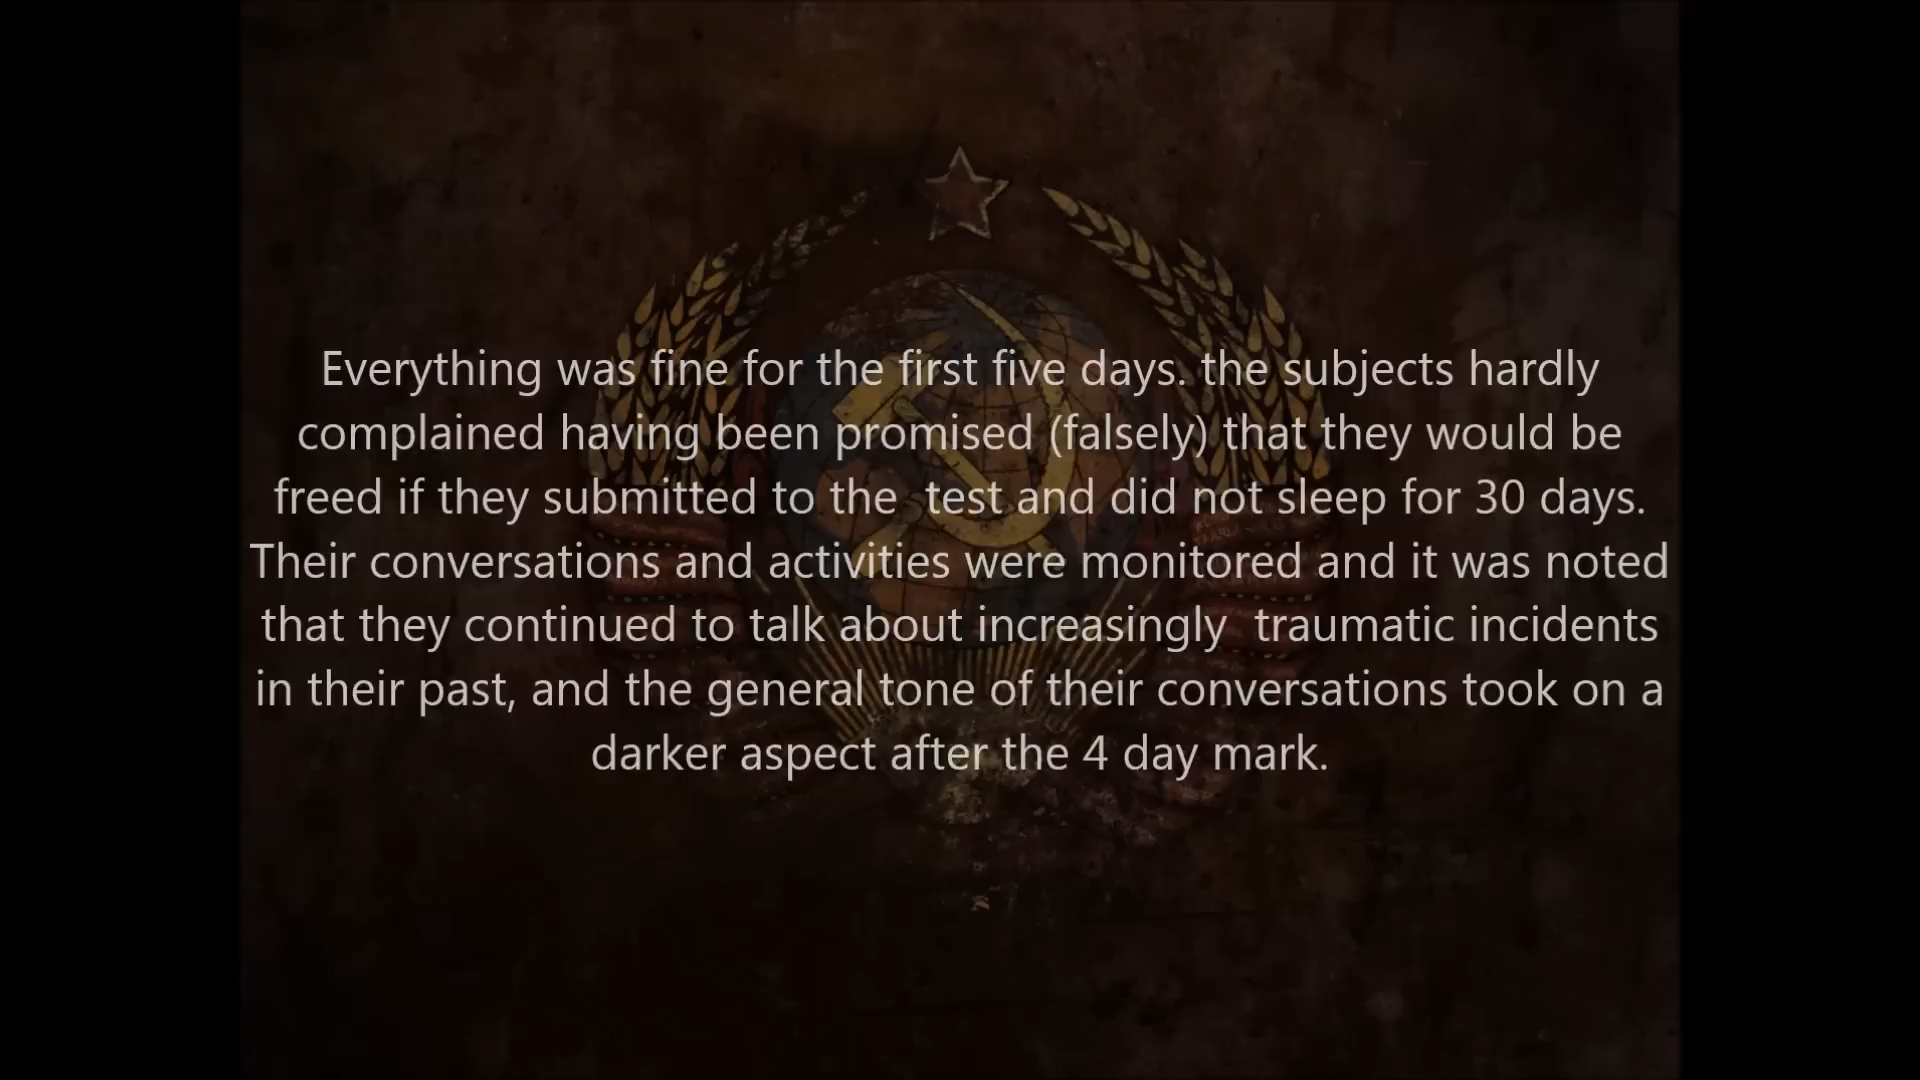 Everything was fine for the first five days. the subjects hardly
complained having been promised (falsely) that they would be
freed if they submitted to the  test and did not sleep for 30 days.
Their conversations and activities were monitored and it was noted
that they continued to talk about increasingly  traumatic incidents
in their past, and the general tone of their conversations took on a
darker aspect after the 4 day mark.